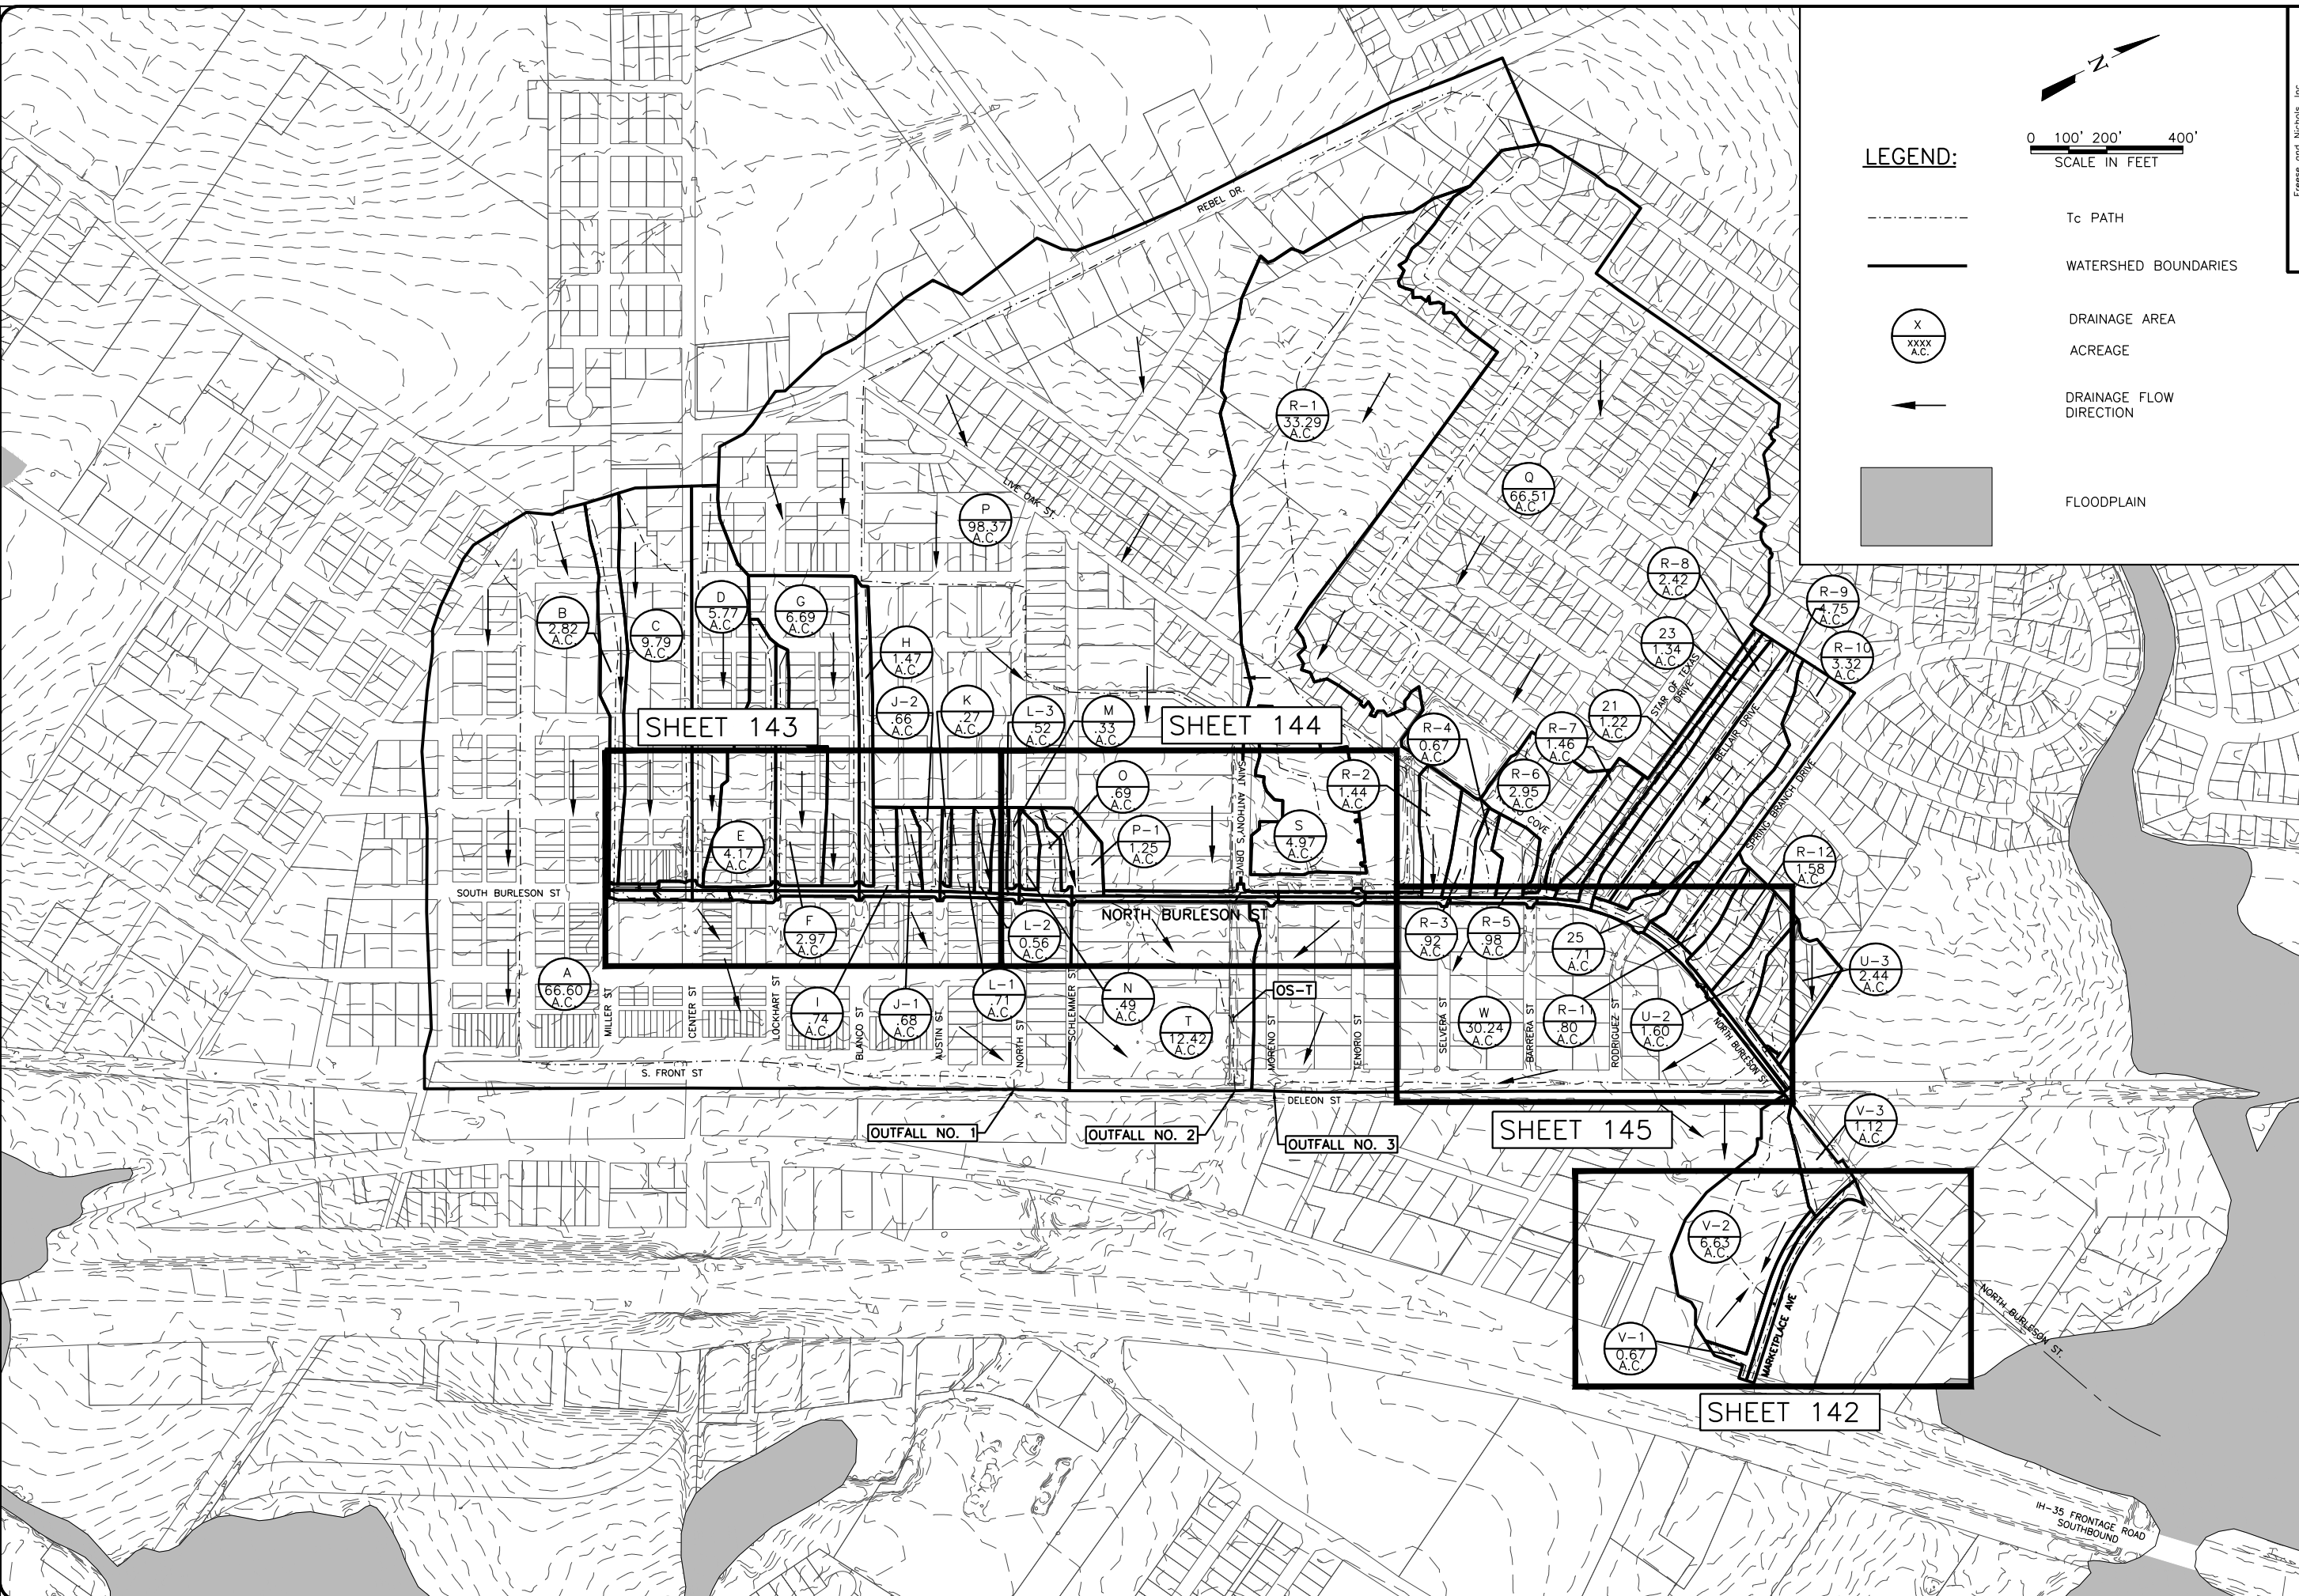 Freese and Nichols, Inc.
N
0 100' 200' 400'
SCALE IN FEET
LEGEND:
Tc PATH
WATERSHED BOUNDARIES
X
XXXX
A.C.
DRAINAGE AREA
ACREAGE
DRAINAGE FLOW
DIRECTION
FLOODPLAIN
REBEL DR.
R-1
33.29
A.C.
Q
66.51
A.C.
LIVE OAK ST.
P
98.37
A.C.
R-8
2.42
A.C.
R-9
4.75
A.C.
B
2.82
A.C.
C
9.79
A.C.
D
5.77
A.C.
G
6.69
A.C.
H
1.47
A.C.
23
1.34
A.C.
R-10
3.32
A.C.
STAR OF TEXAS
DRIVE
J-2
.66
A.C.
K
.27
A.C.
L-3
.52
A.C.
M
.33
A.C.
SHEET 143
SHEET 144
R-4
0.67
A.C.
R-7
1.46
A.C.
21
1.22
A.C.
BELLAIR DRIVE
O
.69
A.C.
SAINT ANTHONY'S DRIVE
R-2
1.44
A.C.
R-6
2.95
A.C.
COVE
SPRING BRANCH DRIVE
E
4.17
A.C.
P-1
1.25
A.C.
S
4.97
A.C.
R-12
1.58
A.C.
SOUTH BURLESON ST
NORTH BURLESON ST
F
2.97
A.C.
L-2
0.56
A.C.
R-3
.92
A.C.
R-5
.98
A.C.
25
.71
A.C.
U-3
2.44
A.C.
A
66.60
A.C.
MILLER ST
CENTER ST
LOCKHART ST
I
.74
A.C.
BLANCO ST
J-1
.68
A.C.
AUSTIN ST
L-1
.71
A.C.
NORTH ST
SCHLEMMER ST
N
.49
A.C.
T
12.42
A.C.
OS-T
MORENO ST
TENORIO ST
SELVERA ST
W
30.24
A.C.
BARRERA ST
R-11
.80
A.C.
RODRIGUEZ ST
U-2
1.60
A.C.
NORTH BURLESON ST
S. FRONT ST
DELEON ST
OUTFALL NO. 1
OUTFALL NO. 2
OUTFALL NO. 3
SHEET 145
V-3
1.12
A.C.
V-2
6.63
A.C.
V-1
0.67
A.C.
MARKETPLACE AVE
NORTH BURLESON ST.
SHEET 142
IH-35 FRONTAGE ROAD
SOUTHBOUND